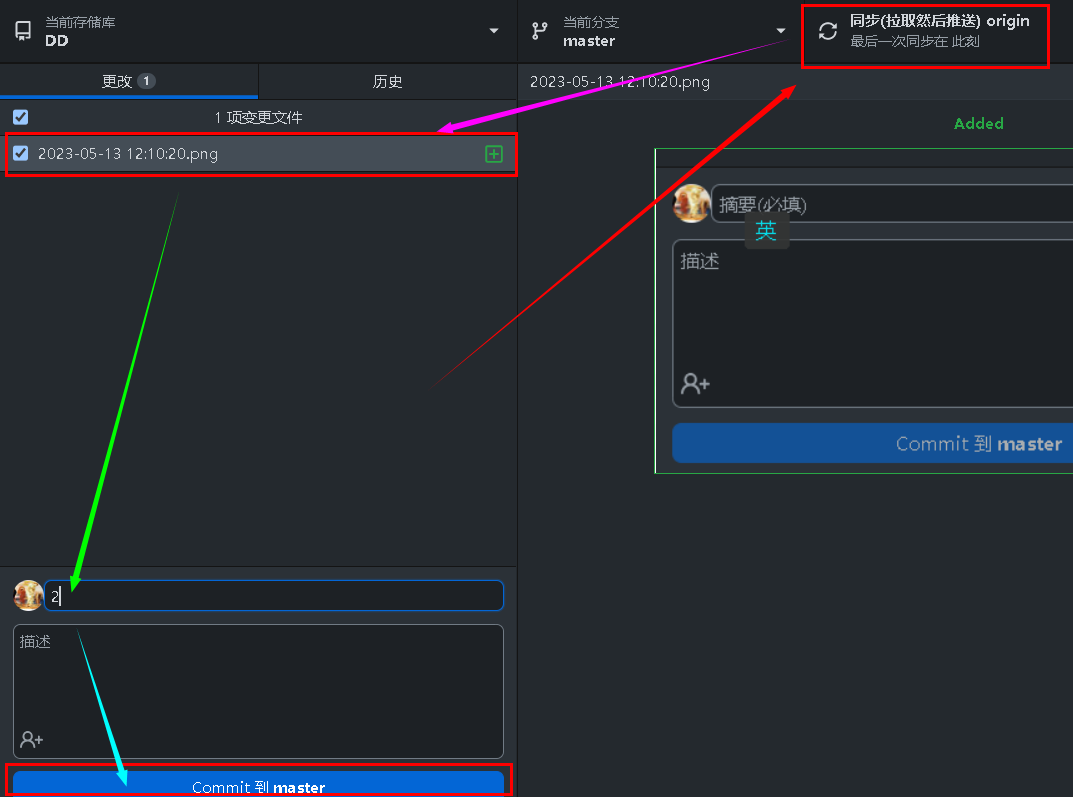 当前存储库
DD
当前分支
master
同步(拉取然后推送) origin
最后一次同步在 此刻
更改 1
历史
2023-05-13 12:10:20.png
1 项变更文件
2023-05-13 12:10:20.png
Added
摘要(必填)
英
描述
Commit 到 master
2
描述
Commit 到 master